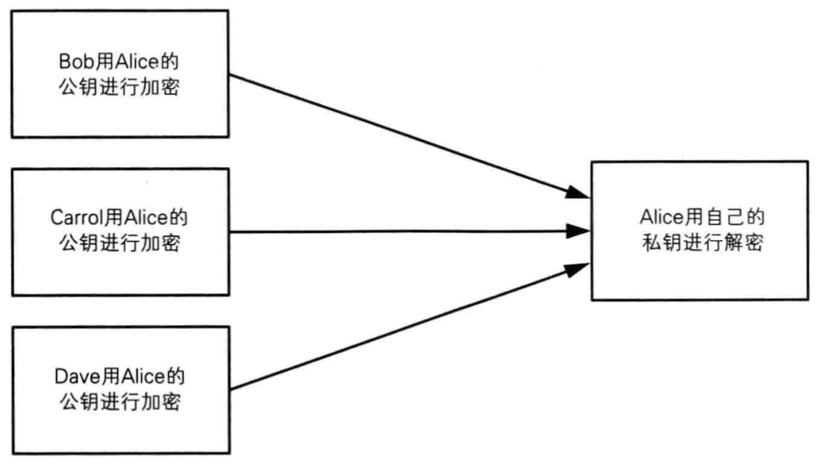 Bob用Alice的
公钥进行加密
Carrol用Alice的
公钥进行加密
Dave用Alice的
公钥进行加密
Alice用自己的
私钥进行解密